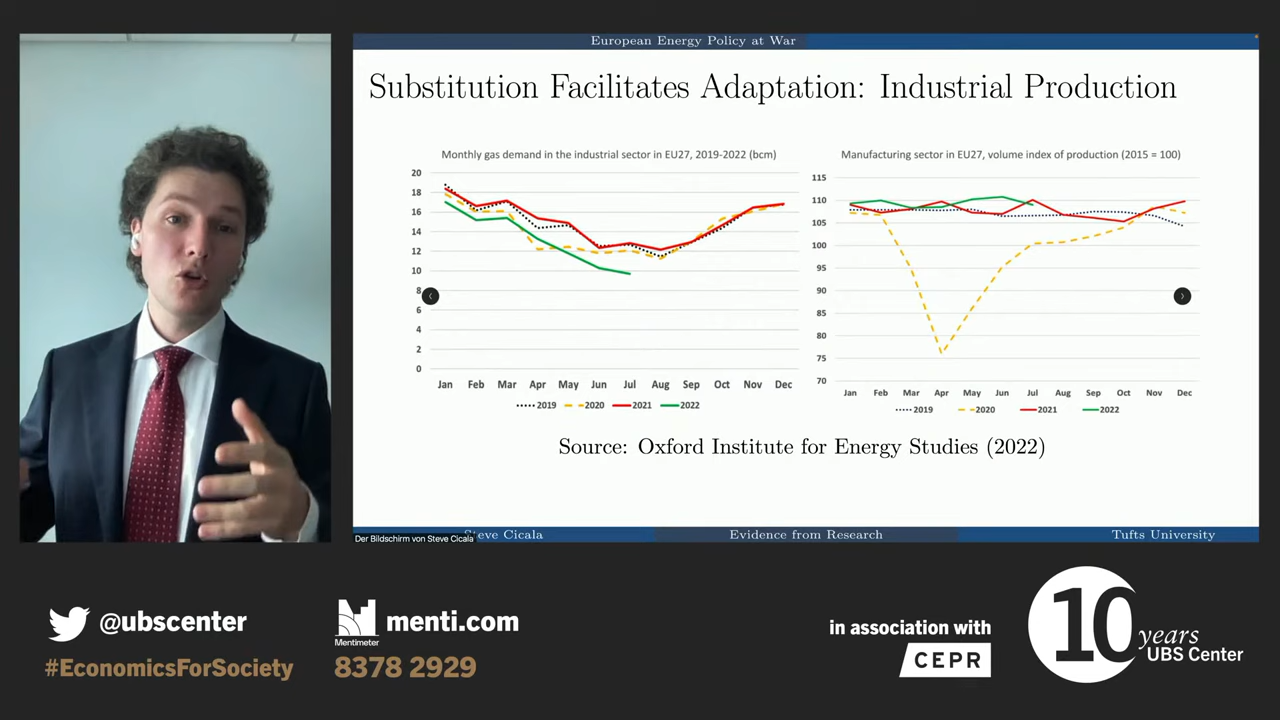 European Energy Policy at War
Substitution Facilitates Adaptation: Industrial Production
Monthly gas demand in the industrial sector in EU27, 2019-2022 (bcm)
20
18
16
14
12
10
8
6
4
2
0
Jan Feb Mar Apr May Jun Jul Aug Sep Oct Nov Dec
2019 2020 2021 2022
Manufacturing sector in EU27, volume index of production (2015 = 100)
115
110
105
100
95
90
85
80
75
70
Jan Feb Mar Apr May Jun Jul Aug Sep Oct Nov Dec
2019 2020 2021 2022
Source: Oxford Institute for Energy Studies (2022)
Der Bildschirm von Steve Cicala
eve Cicala Evidence from Research Tufts University
@ubscenter
#EconomicsForSociety
Mentimeter
menti.com
8378 2929
in association with
CEPR
10 years
UBS Center